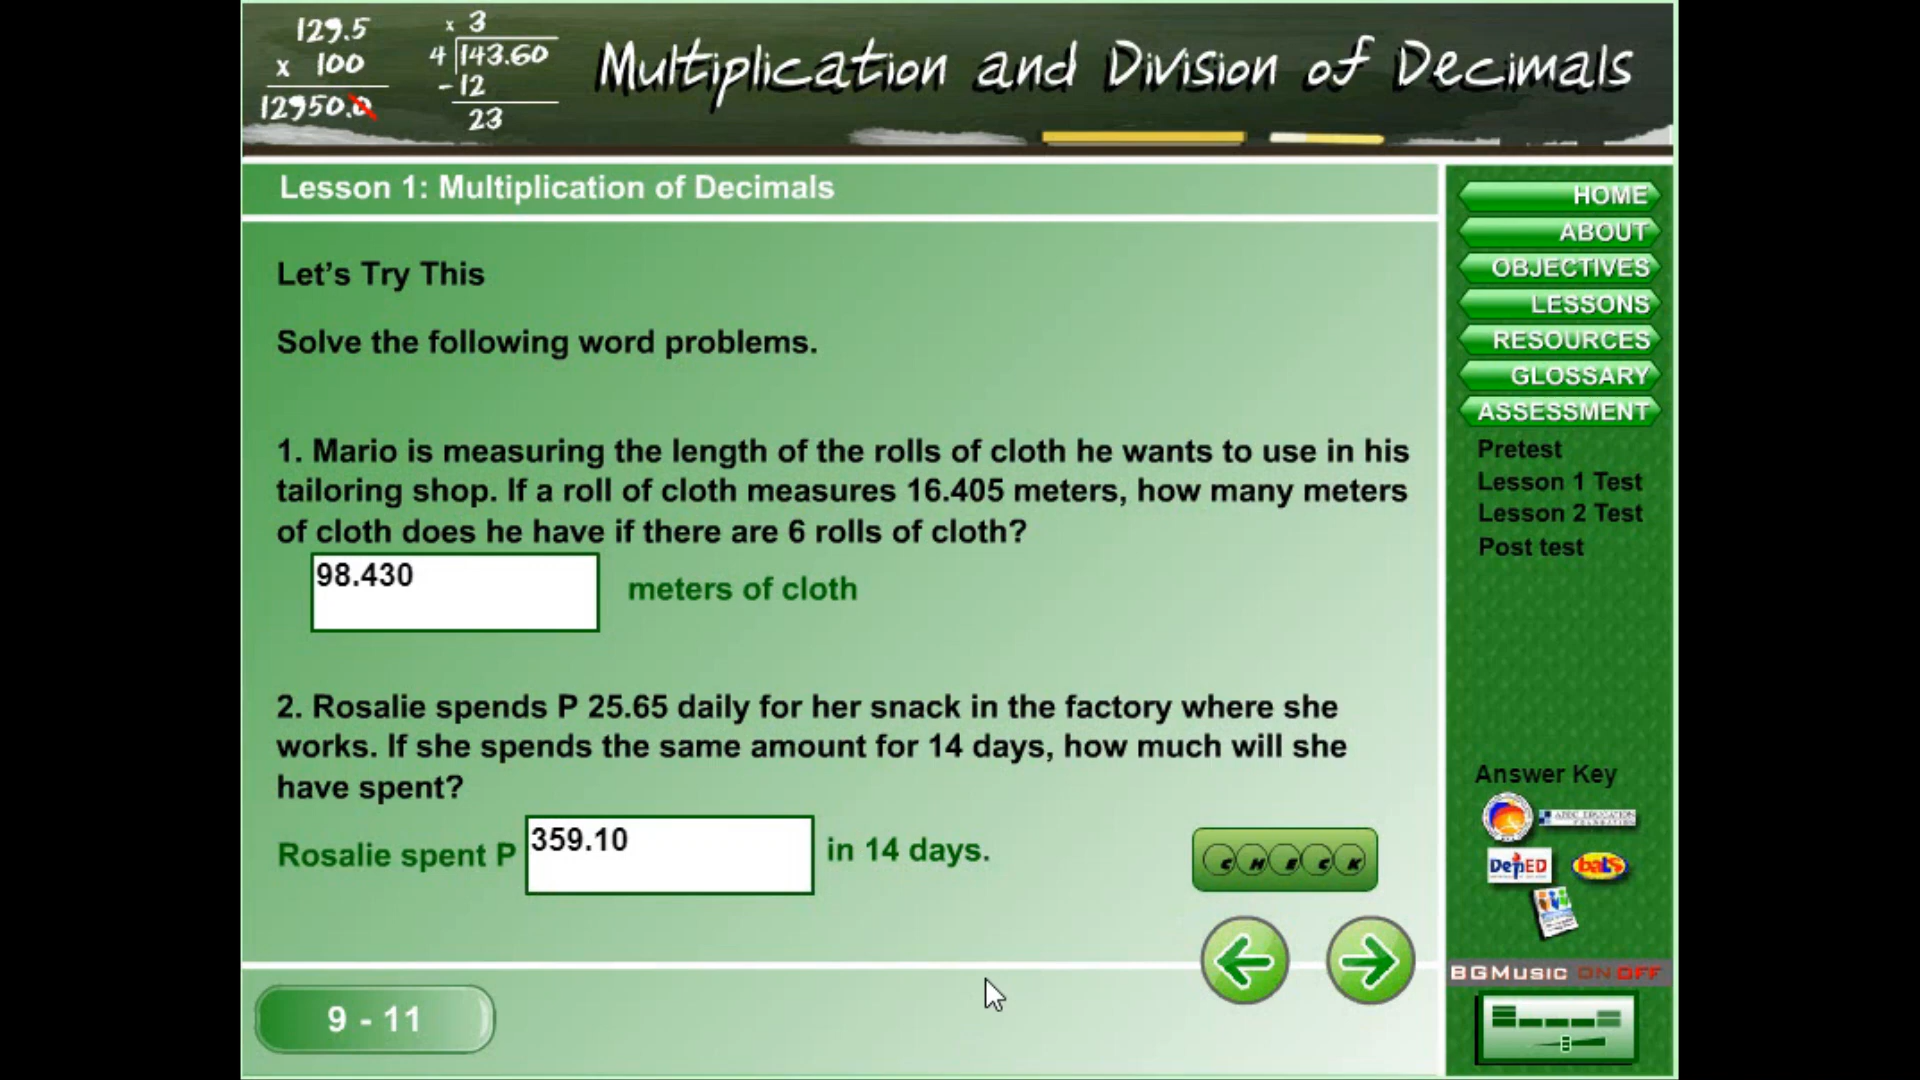 129.5
x 100
12950.0
x 3
4 143.60
-12
23
Multiplication and Division of Decimals
Lesson 1: Multiplication of Decimals
Let's Try This
Solve the following word problems.
1. Mario is measuring the length of the rolls of cloth he wants to use in his
tailoring shop. If a roll of cloth measures 16.405 meters, how many meters
of cloth does he have if there are 6 rolls of cloth?
98.430
meters of cloth
2. Rosalie spends P 25.65 daily for her snack in the factory where she
works. If she spends the same amount for 14 days, how much will she
have spent?
Rosalie spent P 359.10 in 14 days.
CHECK
9 - 11
HOME
ABOUT
OBJECTIVES
LESSONS
RESOURCES
GLOSSARY
ASSESSMENT
Pretest
Lesson 1 Test
Lesson 2 Test
Post test
Answer Key
APEC EDUCATION
FOUNDATION
DepED
baLS
BGMusic ON OFF